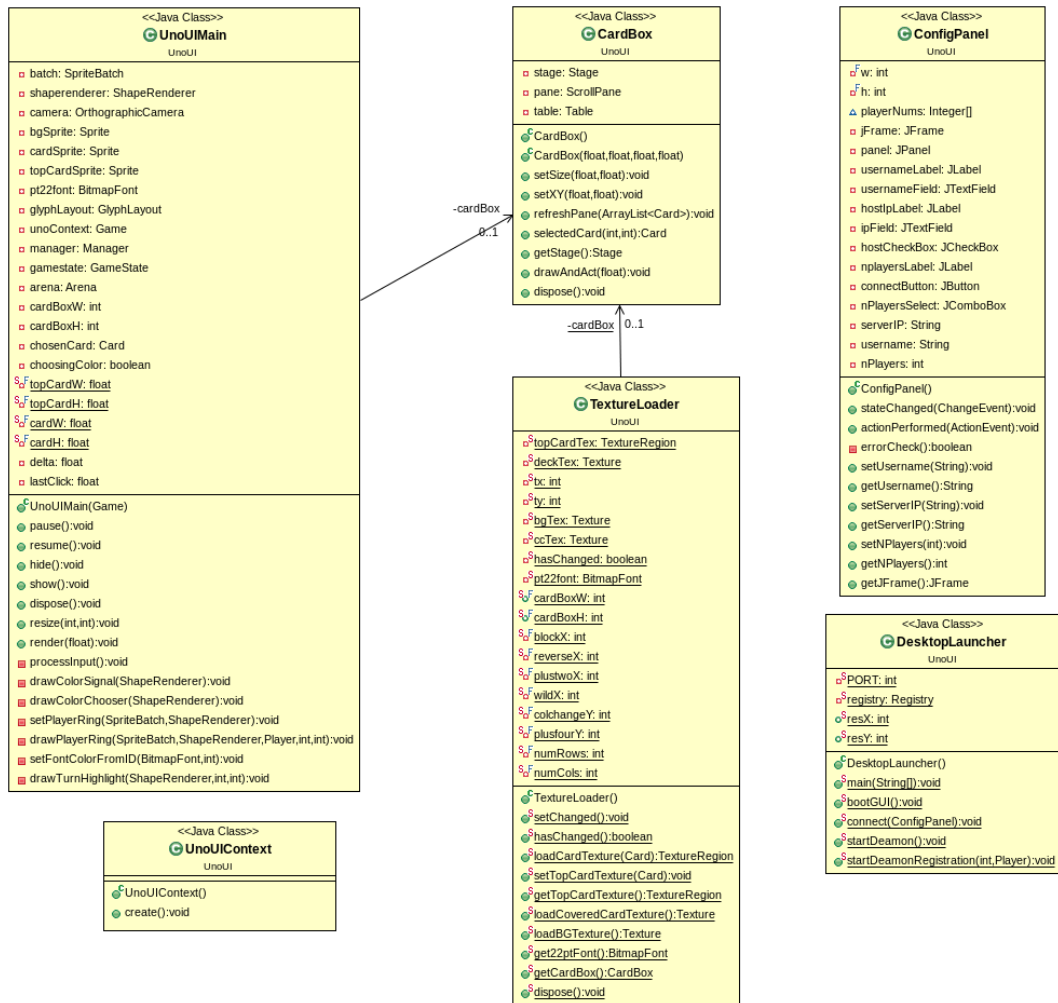 <<Java Class>>
UnoUIMain
UnoUI
batch: SpriteBatch
shaperenderer: ShapeRenderer
camera: OrthographicCamera
bgSprite: Sprite
cardSprite: Sprite
topCardSprite: Sprite
pt22font: BitmapFont
glyphLayout: GlyphLayout
unoContext: Game
manager: Manager
gamestate: GameState
arena: Arena
cardBoxW: int
cardBoxH: int
chosenCard: Card
choosingColor: boolean
topCardW: float
topCardH: float
cardW: float
cardH: float
delta: float
lastClick: float
UnoUIMain(Game)
pause():void
resume():void
hide():void
show():void
dispose():void
resize(int,int):void
render(float):void
processInput():void
drawColorSignal(ShapeRenderer):void
drawColorChooser(ShapeRenderer):void
setPlayerRing(SpriteBatch,ShapeRenderer):void
drawPlayerRing(SpriteBatch,ShapeRenderer,Player,int,int):void
setFontColorFromID(BitmapFont,int):void
drawTurnHighlight(ShapeRenderer,int,int):void
<<Java Class>>
UnoUIContext
UnoUI
UnoUIContext()
create():void
-cardBox
0..1
<<Java Class>>
CardBox
UnoUI
stage: Stage
pane: ScrollPane
table: Table
CardBox()
CardBox(float,float,float,float)
setSize(float,float):void
setXY(float,float):void
refreshPane(ArrayList<Card>):void
selectedCard(int,int):Card
getStage():Stage
drawAndAct(float):void
dispose():void
-cardBox 0..1
<<Java Class>>
TextureLoader
UnoUI
topCardTex: TextureRegion
deckTex: Texture
tx: int
ty: int
bgTex: Texture
ccTex: Texture
hasChanged: boolean
pt22font: BitmapFont
cardBoxW: int
cardBoxH: int
blockX: int
reverseX: int
plustwoX: int
wildX: int
colchangeY: int
plusfourY: int
numRows: int
numCols: int
TextureLoader()
setChanged():void
hasChanged():boolean
loadCardTexture(Card):TextureRegion
setTopCardTexture(Card):void
getTopCardTexture():TextureRegion
loadCoveredCardTexture():Texture
loadBGTexture():Texture
get22ptFont():BitmapFont
getCardBox():CardBox
dispose():void
<<Java Class>>
ConfigPanel
UnoUI
w: int
h: int
playerNums: Integer[]
jFrame: JFrame
panel: JPanel
usernameLabel: JLabel
usernameField: JTextField
hostIpLabel: JLabel
ipField: JTextField
hostCheckBox: JCheckBox
nplayersLabel: JLabel
connectButton: JButton
nPlayersSelect: JComboBox
serverIP: String
username: String
nPlayers: int
ConfigPanel()
stateChanged(ChangeEvent):void
actionPerformed(ActionEvent):void
errorCheck():boolean
setUsername(String):void
getUsername():String
setServerIP(String):void
getServerIP():String
setNPlayers(int):void
getNPlayers():int
getJFrame():JFrame
<<Java Class>>
DesktopLauncher
UnoUI
PORT: int
registry: Registry
resX: int
resY: int
DesktopLauncher()
main(String[]):void
bootGUI():void
connect(ConfigPanel):void
startDeamon():void
startDeamonRegistration(int,Player):void